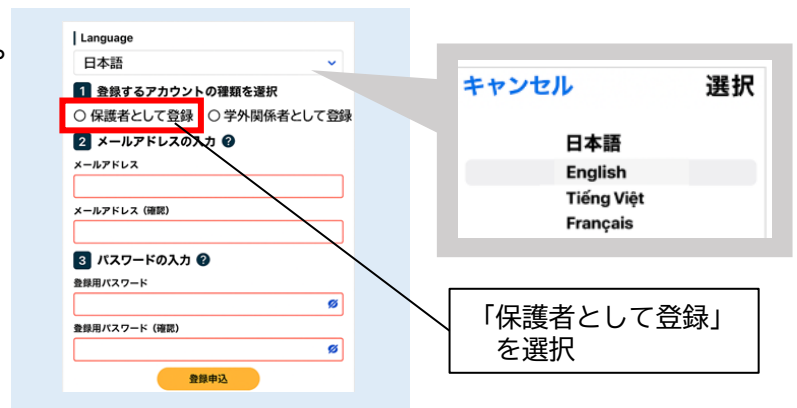 。
Language
日本語
1 登録するアカウントの種類を選択
保護者として登録 学外関係者として登録
2 メールアドレスの入力 ?
メールアドレス
メールアドレス（確認）
3 パスワードの入力 ?
登録用パスワード
登録用パスワード（確認）
登録申込
キャンセル 選択
日本語
English
Tiếng Việt
Français
「保護者として登録」
を選択